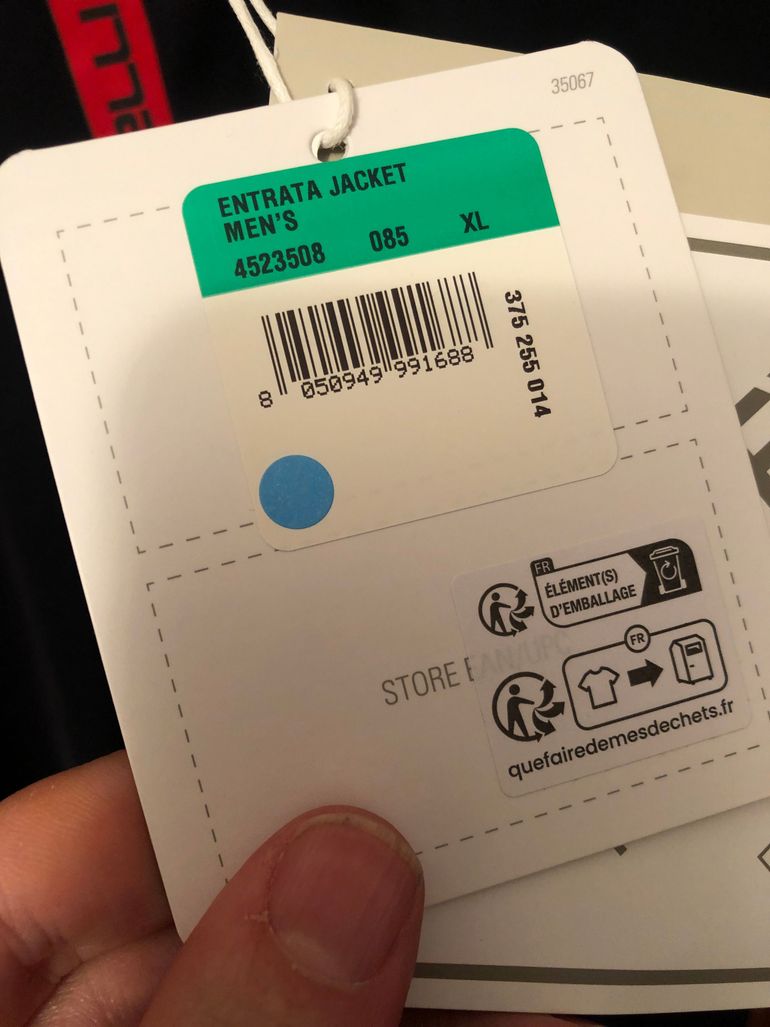 35067
ENTRATA JACKET
MEN'S
4523508 085 XL
8 050949 991688
375 255 014
FR
ÉLÉMENT(S)
D'EMBALLAGE
STORE EAN/UPC
FR
quefairedemesdechets.fr